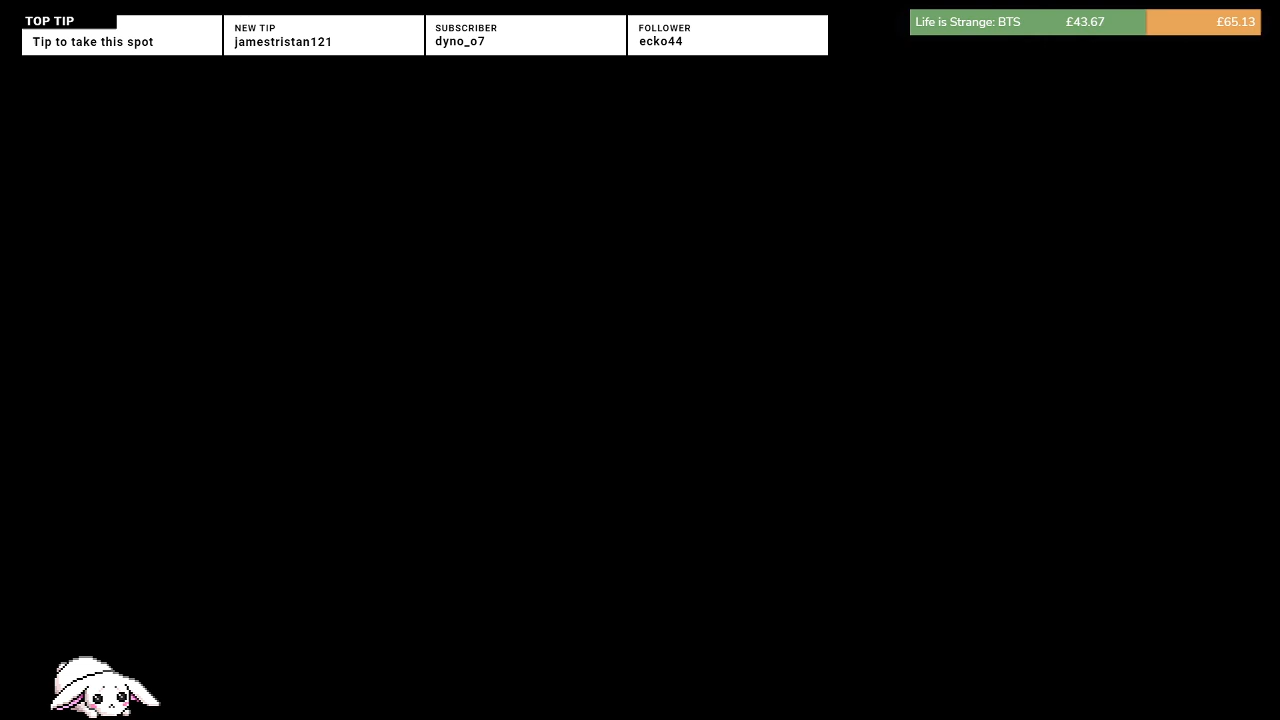 TOP TIP
Tip to take this spot
NEW TIP
jamestristan121
SUBSCRIBER
dyno_o7
FOLLOWER
ecko44
Life is Strange: BTS £43.67 £65.13